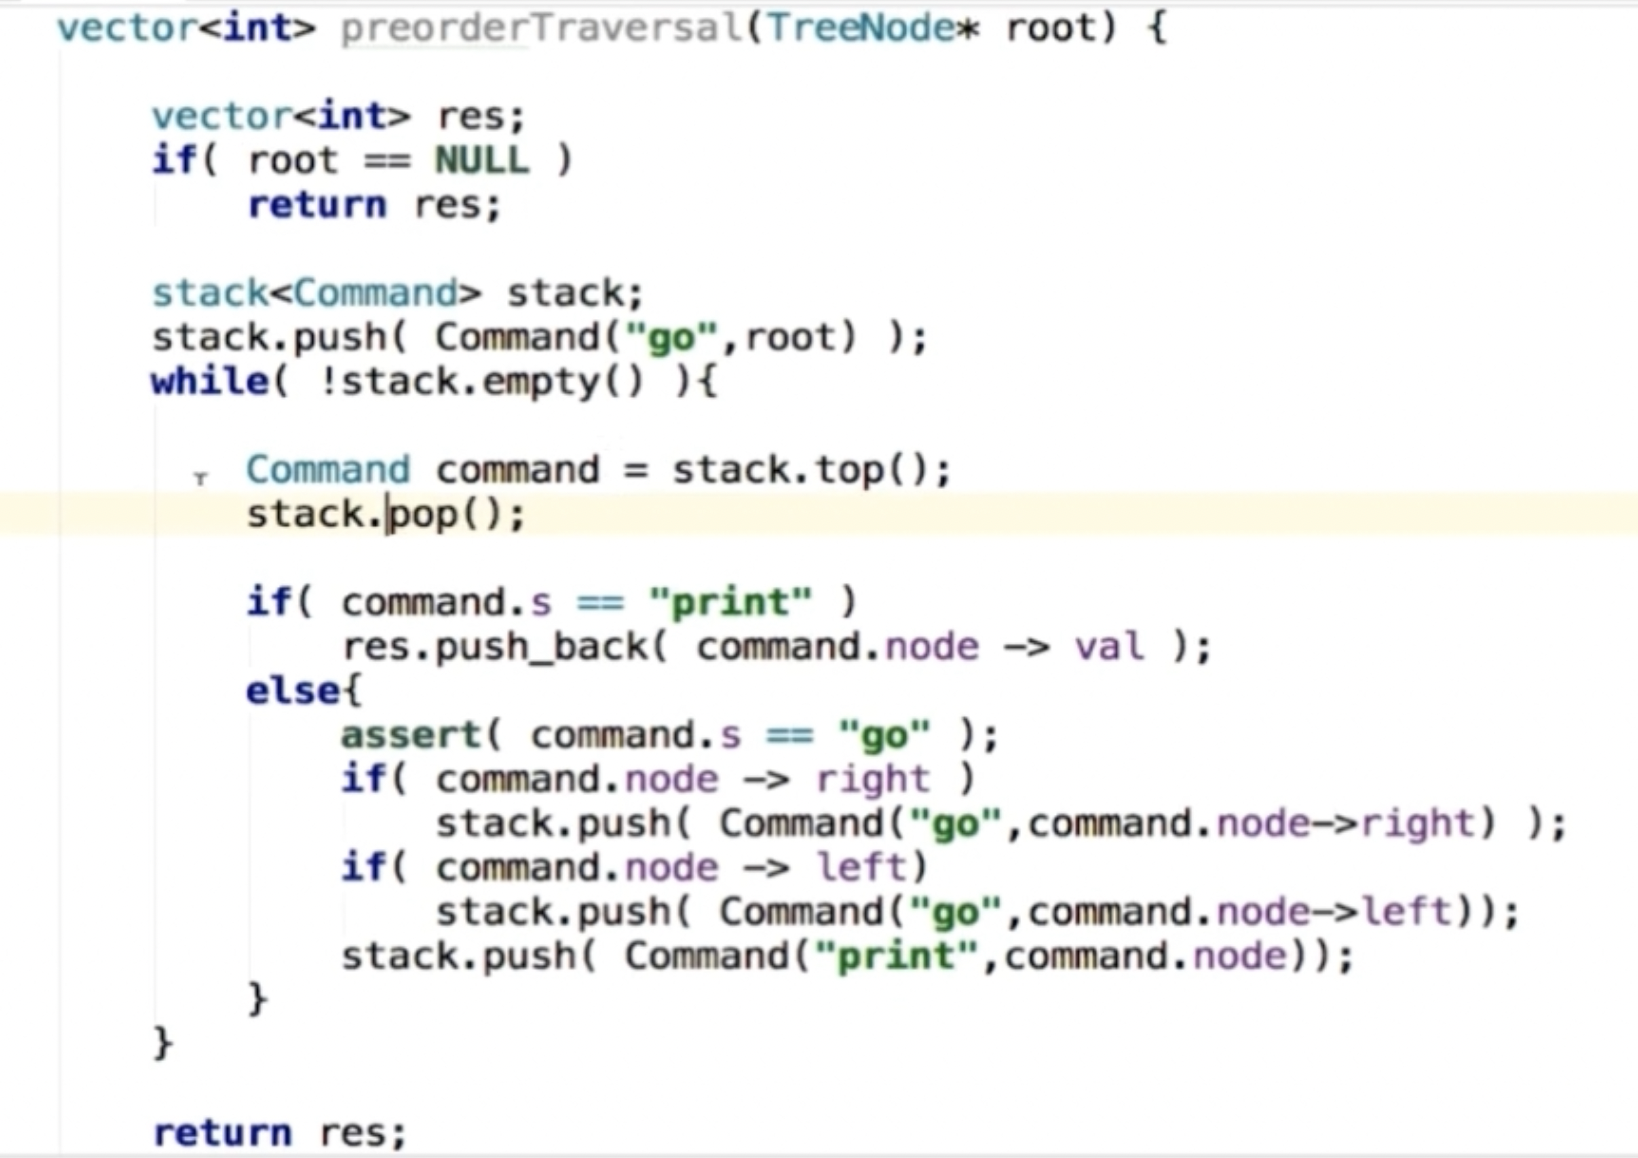 vector<int> preorderTraversal(TreeNode* root) {
vector<int> res;
if( root == NULL )
return res;
stack<Command> stack;
stack.push( Command("go",root) );
while( !stack.empty() ){
Command command = stack.top();
stack.pop();
if( command.s == "print" )
res.push_back( command.node -> val );
else{
assert( command.s == "go" );
if( command.node -> right )
stack.push( Command("go",command.node->right) );
if( command.node -> left)
stack.push( Command("go",command.node->left));
stack.push( Command("print",command.node));
}
}
return res;